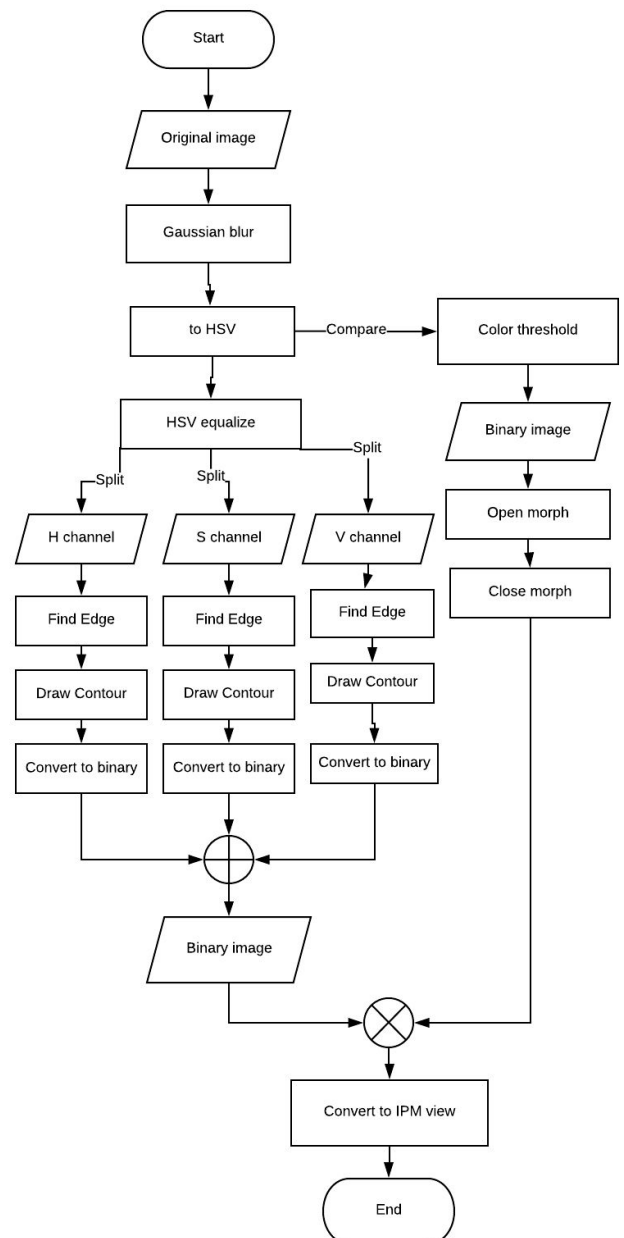 Start
Original image
Gaussian blur
to HSV
Compare
Color threshold
HSV equalize
Binary image
Split
Split
Split
Open morph
H channel
S channel
V channel
Close morph
Find Edge
Find Edge
Find Edge
Draw Contour
Draw Contour
Draw Contour
Convert to binary
Convert to binary
Convert to binary
Binary image
Convert to IPM view
End